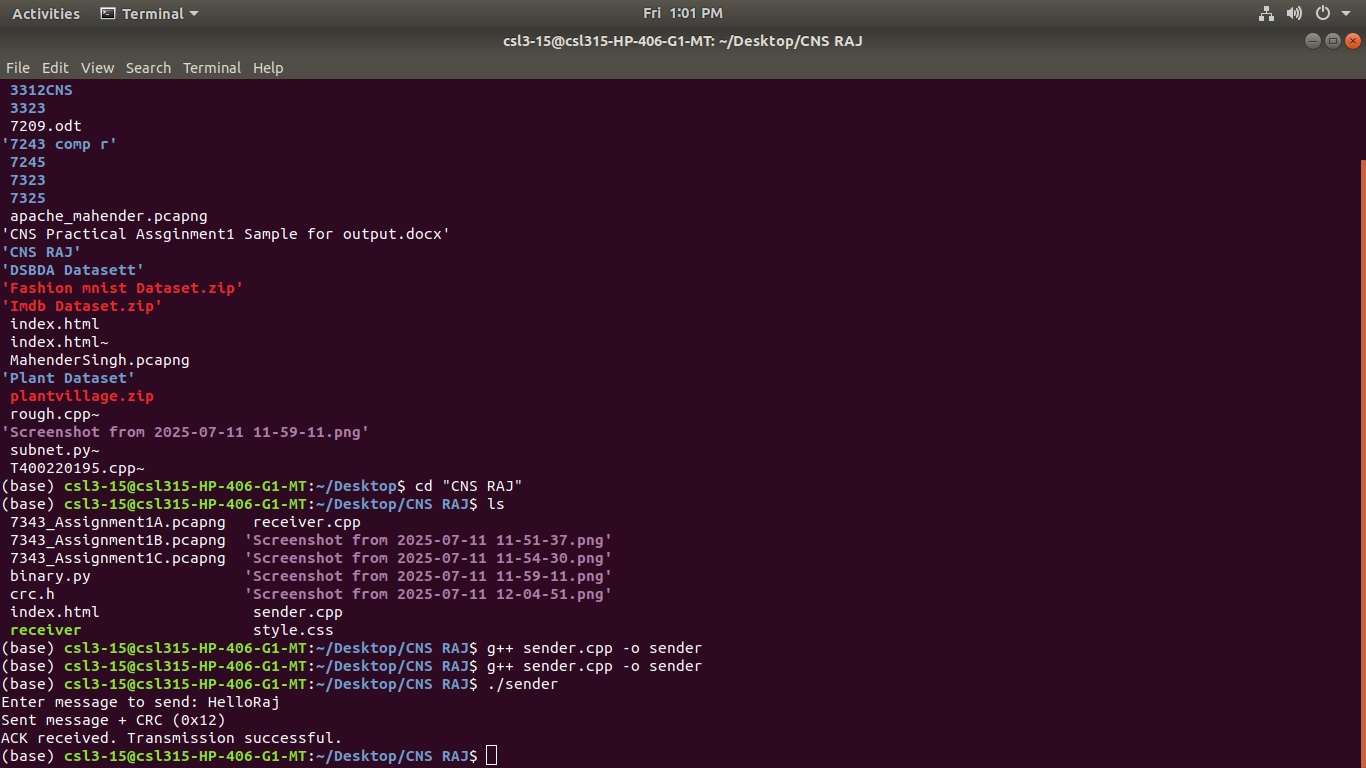 Activities Terminal Fri 1:01 PM
csl3-15@csl315-HP-406-G1-MT: ~/Desktop/CNS RAJ
File Edit View Search Terminal Help
3312CNS
3323
7209.odt
'7243 comp r'
7245
7323
7325
apache_mahender.pcapng
'CNS Practical Assginment1 Sample for output.docx'
'CNS RAJ'
'DSBDA Datasett'
'Fashion mnist Dataset.zip'
'Imdb Dataset.zip'
index.html
index.html~
MahenderSingh.pcapng
'Plant Dataset'
plantvillage.zip
rough.cpp~
'Screenshot from 2025-07-11 11-59-11.png'
subnet.py~
T400220195.cpp~
(base) csl3-15@csl315-HP-406-G1-MT:~/Desktop$ cd "CNS RAJ"
(base) csl3-15@csl315-HP-406-G1-MT:~/Desktop/CNS RAJ$ ls
7343_Assignment1A.pcapng receiver.cpp
7343_Assignment1B.pcapng 'Screenshot from 2025-07-11 11-51-37.png'
7343_Assignment1C.pcapng 'Screenshot from 2025-07-11 11-54-30.png'
binary.py 'Screenshot from 2025-07-11 11-59-11.png'
crc.h 'Screenshot from 2025-07-11 12-04-51.png'
index.html sender.cpp
receiver style.css
(base) csl3-15@csl315-HP-406-G1-MT:~/Desktop/CNS RAJ$ g++ sender.cpp -o sender
(base) csl3-15@csl315-HP-406-G1-MT:~/Desktop/CNS RAJ$ g++ sender.cpp -o sender
(base) csl3-15@csl315-HP-406-G1-MT:~/Desktop/CNS RAJ$ ./sender
Enter message to send: HelloRaj
Sent message + CRC (0x12)
ACK received. Transmission successful.
(base) csl3-15@csl315-HP-406-G1-MT:~/Desktop/CNS RAJ$